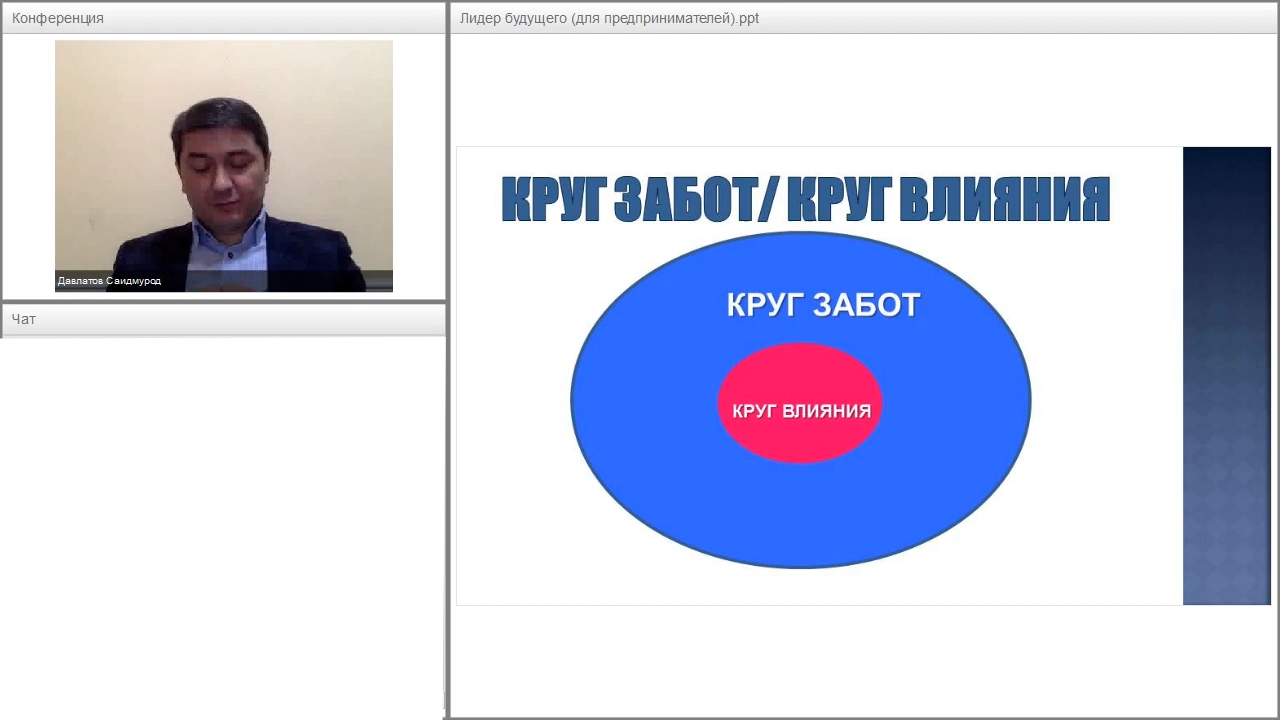 Конференция
Давлатов Саидмурод
Чат
Лидер будущего (для предпринимателей).ppt
КРУГ ЗАБОТ/ КРУГ ВЛИЯНИЯ
КРУГ ЗАБОТ
КРУГ ВЛИЯНИЯ